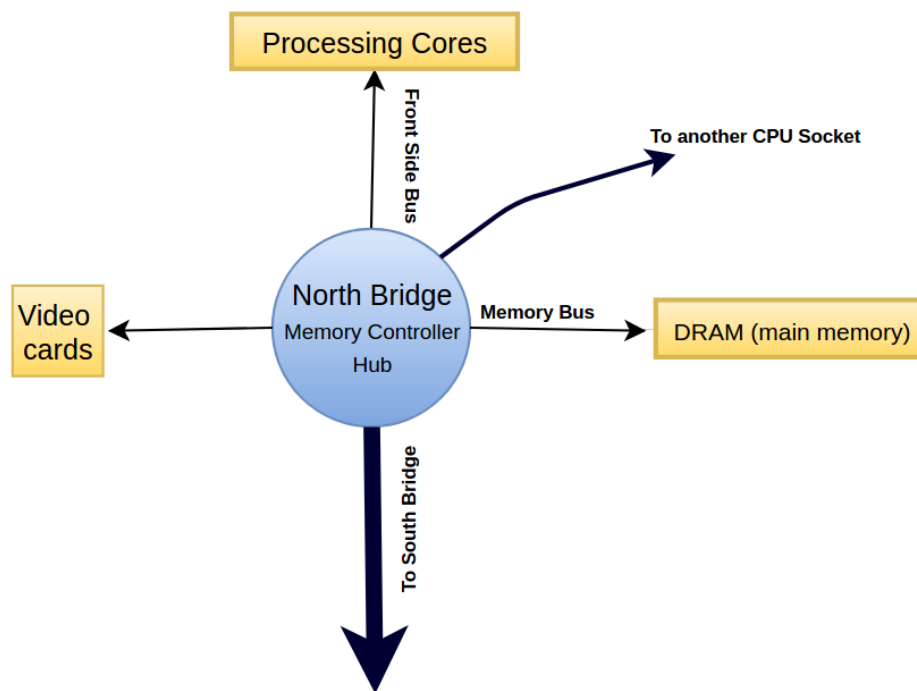 Processing Cores
Front Side Bus
To another CPU Socket
North Bridge
Memory Controller
Hub
Memory Bus
Video
cards
DRAM (main memory)
To South Bridge